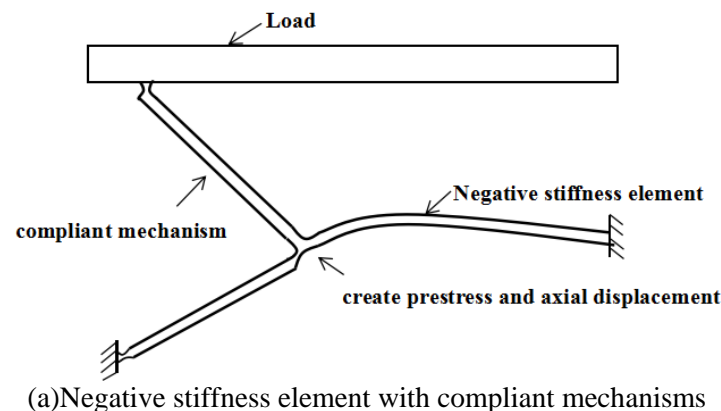 Load
Negative stiffness element
compliant mechanism
create prestress and axial displacement
(a)Negative stiffness element with compliant mechanisms